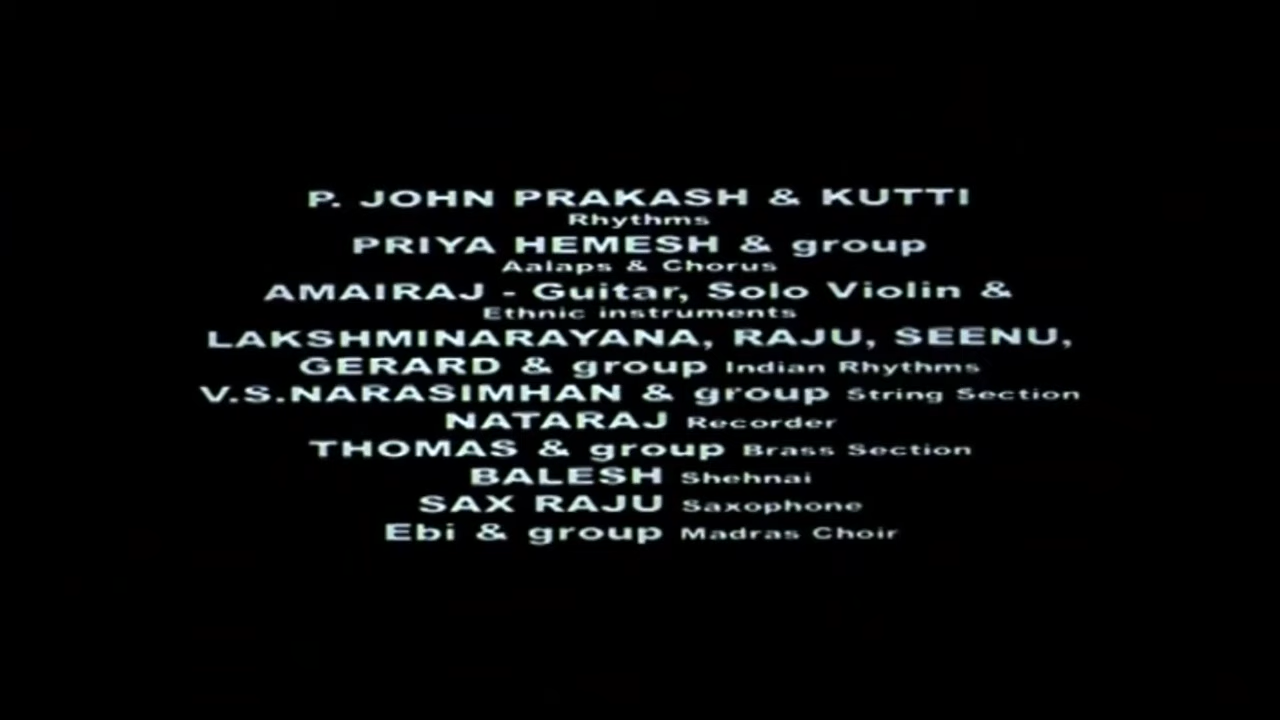 P. JOHN PRAKASH & KUTTI
Rhythms
PRIYA HEMESH & group
Aalaps & Chorus
AMAIRAJ - Guitar, Solo Violin &
Ethnic instruments
LAKSHMINARAYANA, RAJU, SEENU,
GERARD & group Indian Rhythms
V.S.NARASIMHAN & group String Section
NATARAJ Recorder
THOMAS & group Brass Section
BALESH Shehnai
SAX RAJU Saxophone
Ebi & group Madras Choir